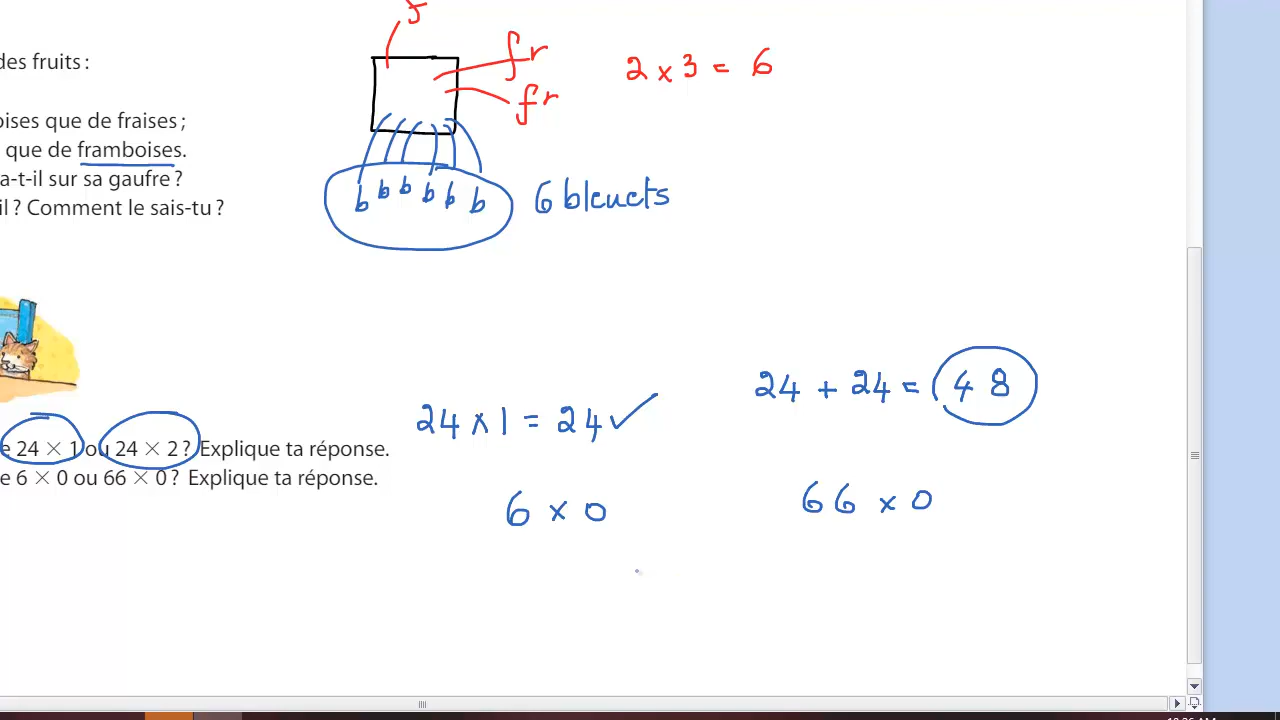 des fruits :
fr
2 x 3 = 6
fr
oises que de fraises ;
que de framboises.
a-t-il sur sa gaufre ?
il ? Comment le sais-tu ?
b b b b b b 6 bleuets
24 + 24 = 48
24 x 1 = 24 ✓
e 24 × 1 ou 24 × 2 ? Explique ta réponse.
e 6 × 0 ou 66 × 0 ? Explique ta réponse.
6 x 0 66 x 0